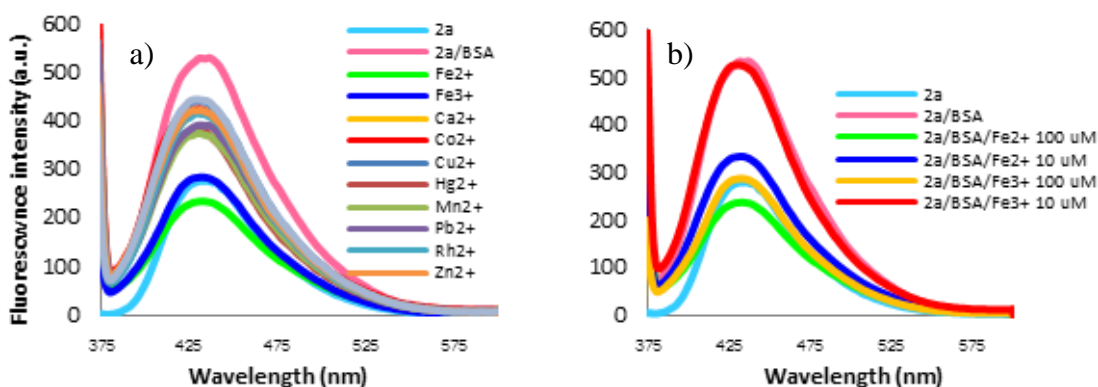 a)
Fluorescwnce intensity (a.u.)
600
500
400
300
200
100
0
375
425
475
525
575
Wavelength (nm)
2a
2a/BSA
Fe2+
Fe3+
Ca2+
Co2+
Cu2+
Hg2+
Mn2+
Pb2+
Rh2+
Zn2+
b)
600
500
400
300
200
100
0
375
425
475
525
575
Wavelength (nm)
2a
2a/BSA
2a/BSA/Fe2+ 100 uM
2a/BSA/Fe2+ 10 uM
2a/BSA/Fe3+ 100 uM
2a/BSA/Fe3+ 10 uM